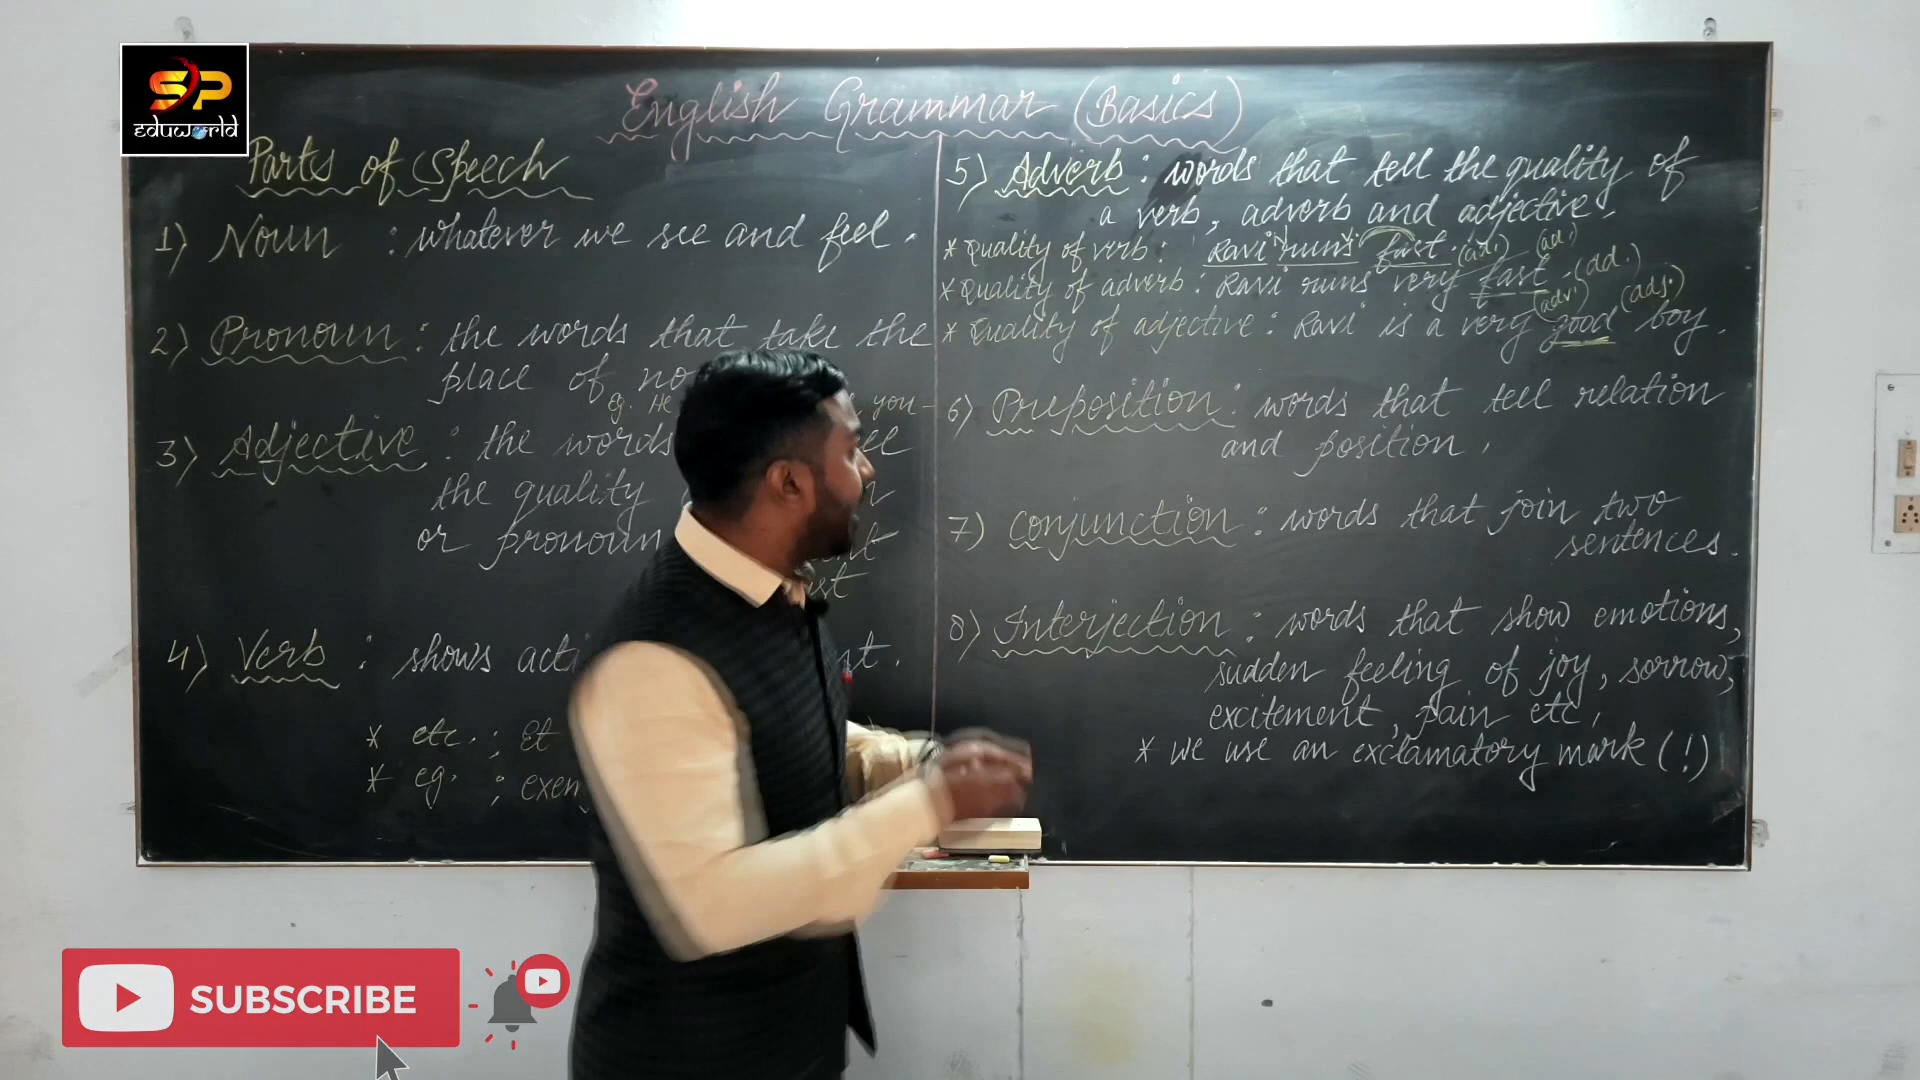 SP
eduworld
English Grammar (Basics)
Parts of Speech
1) Noun : whatever we see and feel.
2) Pronoun : the words that take the
place of
Eg. He you
3) Adjective : the words
the quality
or pronoun
4) Verb : shows
* etc. ; Et
* eg. ;
5) Adverb : words that tell the quality of
a verb, adverb and adjective.
* Quality of verb : Ravi runs fast. (ad.)
* Quality of adverb : Ravi runs very fast. (ad.) (ad.)
* Quality of adjective : Ravi is a very good boy. (adv.) (adj.)
6) Preposition : words that tell relation
and position.
7) Conjunction : words that join two
sentences.
8) Interjection : words that show emotions,
sudden feeling of joy, sorrow,
excitement, pain etc.
* we use an exclamatory mark (!)
SUBSCRIBE